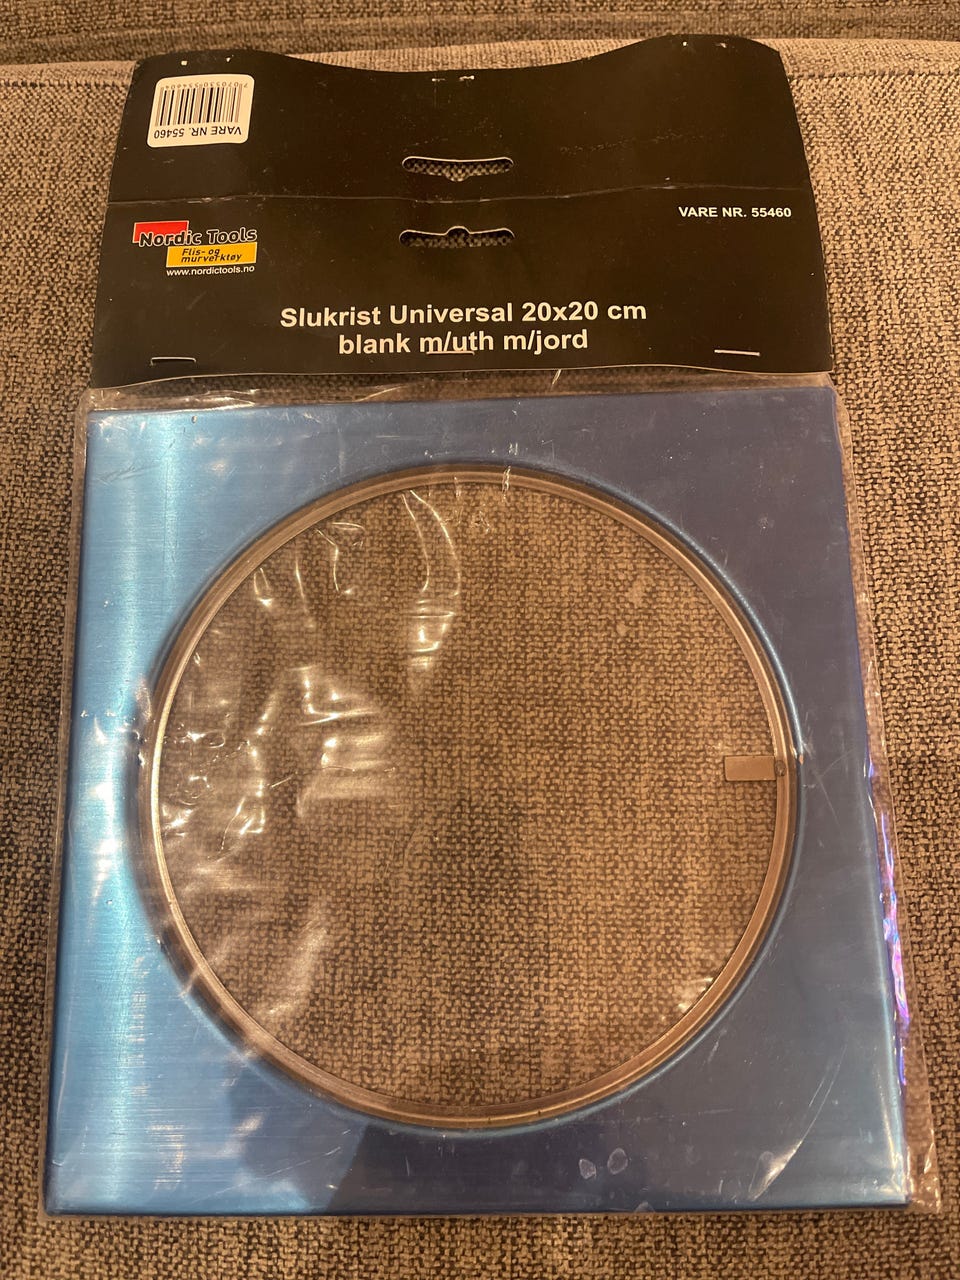 VARE NR. 55460
VARE NR. 55460
Nordic Tools
Flis- og
murverktøy
www.nordictools.no
Slukrist Universal 20x20 cm
blank m/uth m/jord